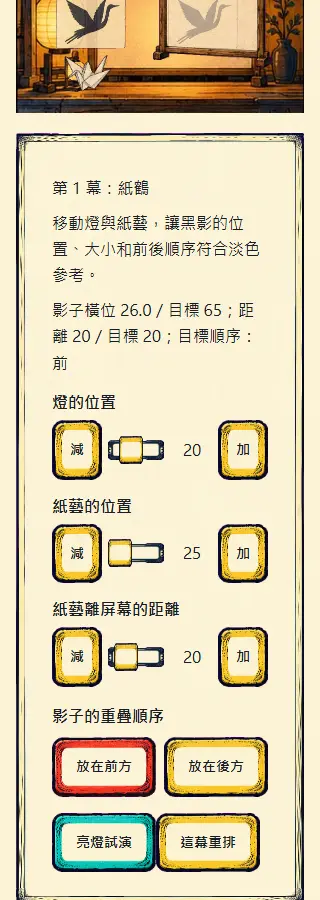 第 1 幕：紙鶴
移動燈與紙藝，讓黑影的位
置、大小和前後順序符合淡色
參考。
影子橫位 26.0 / 目標 65；距
離 20 / 目標 20；目標順序：
前
燈的位置
減 20 加
紙藝的位置
減 25 加
紙藝離屏幕的距離
減 20 加
影子的重疊順序
放在前方 放在後方
亮燈試演 這幕重排